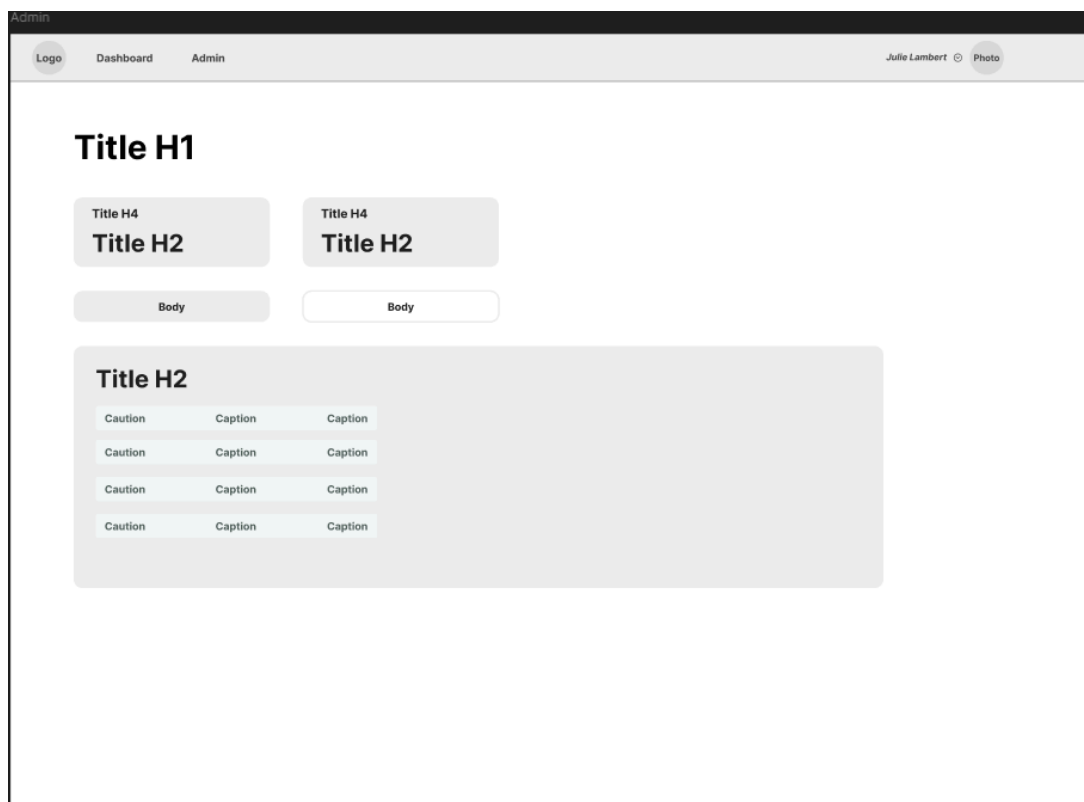 Admin
Logo Dashboard Admin Julie Lambert Photo
Title H1
Title H4 Title H4
Title H2 Title H2
Body Body
Title H2
Caution Caption Caption
Caution Caption Caption
Caution Caption Caption
Caution Caption Caption